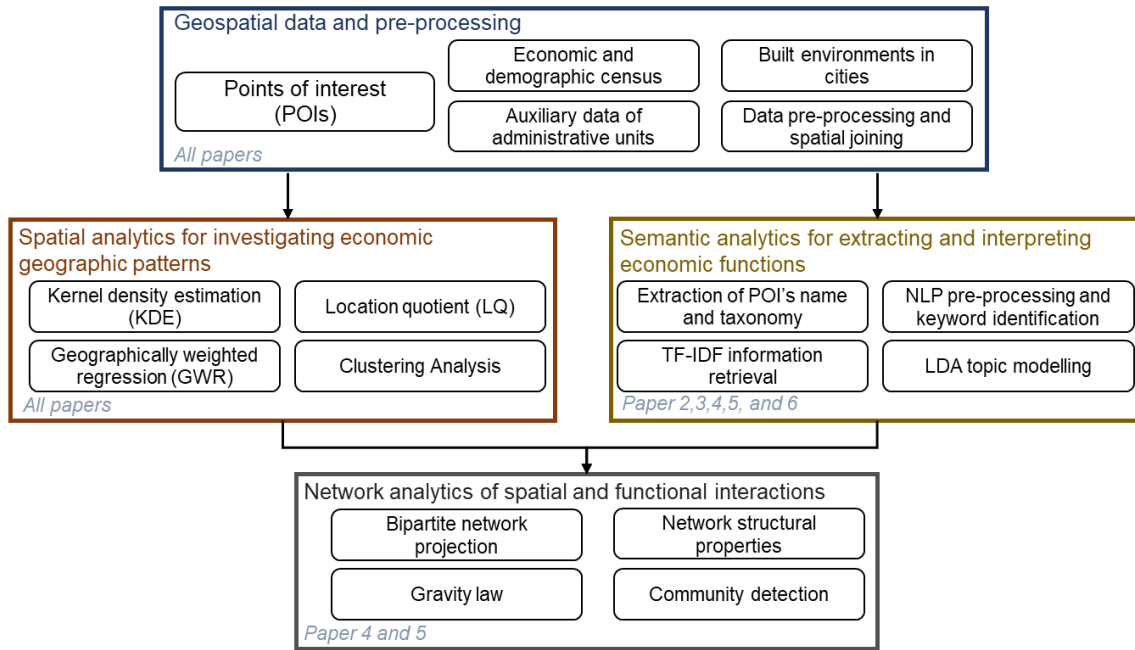 Geospatial data and pre-processing
Points of interest
(POIs)
Economic and
demographic census
Built environments in
cities
Auxiliary data of
administrative units
Data pre-processing and
spatial joining
All papers
Spatial analytics for investigating economic
geographic patterns
Kernel density estimation
(KDE)
Location quotient (LQ)
Geographically weighted
regression (GWR)
Clustering Analysis
All papers
Semantic analytics for extracting and interpreting
economic functions
Extraction of POI's name
and taxonomy
NLP pre-processing and
keyword identification
TF-IDF information
retrieval
LDA topic modelling
Paper 2,3,4,5, and 6
Network analytics of spatial and functional interactions
Bipartite network
projection
Network structural
properties
Gravity law
Community detection
Paper 4 and 5